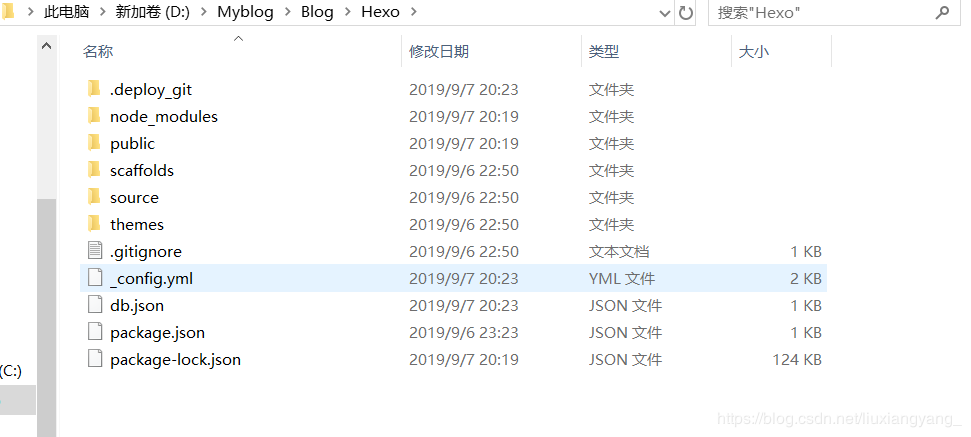 此电脑 > 新加卷 (D:) > Myblog > Blog > Hexo >
搜索"Hexo"
名称 修改日期 类型 大小
.deploy_git 2019/9/7 20:23 文件夹
node_modules 2019/9/7 20:19 文件夹
public 2019/9/7 20:19 文件夹
scaffolds 2019/9/6 22:50 文件夹
source 2019/9/6 22:50 文件夹
themes 2019/9/6 22:50 文件夹
.gitignore 2019/9/6 22:50 文本文档 1 KB
_config.yml 2019/9/7 20:23 YML 文件 2 KB
db.json 2019/9/7 20:23 JSON 文件 1 KB
package.json 2019/9/6 23:23 JSON 文件 1 KB
package-lock.json 2019/9/7 20:19 JSON 文件 124 KB
(C:)
https://blog.csdn.net/liuxiangyang_